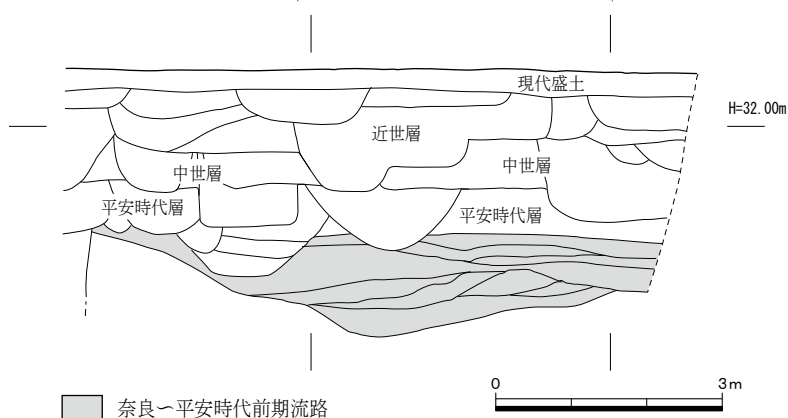 現代盛土
H=32.00m
近世層
中世層
中世層
平安時代層
平安時代層
0 3m
奈良〜平安時代前期流路